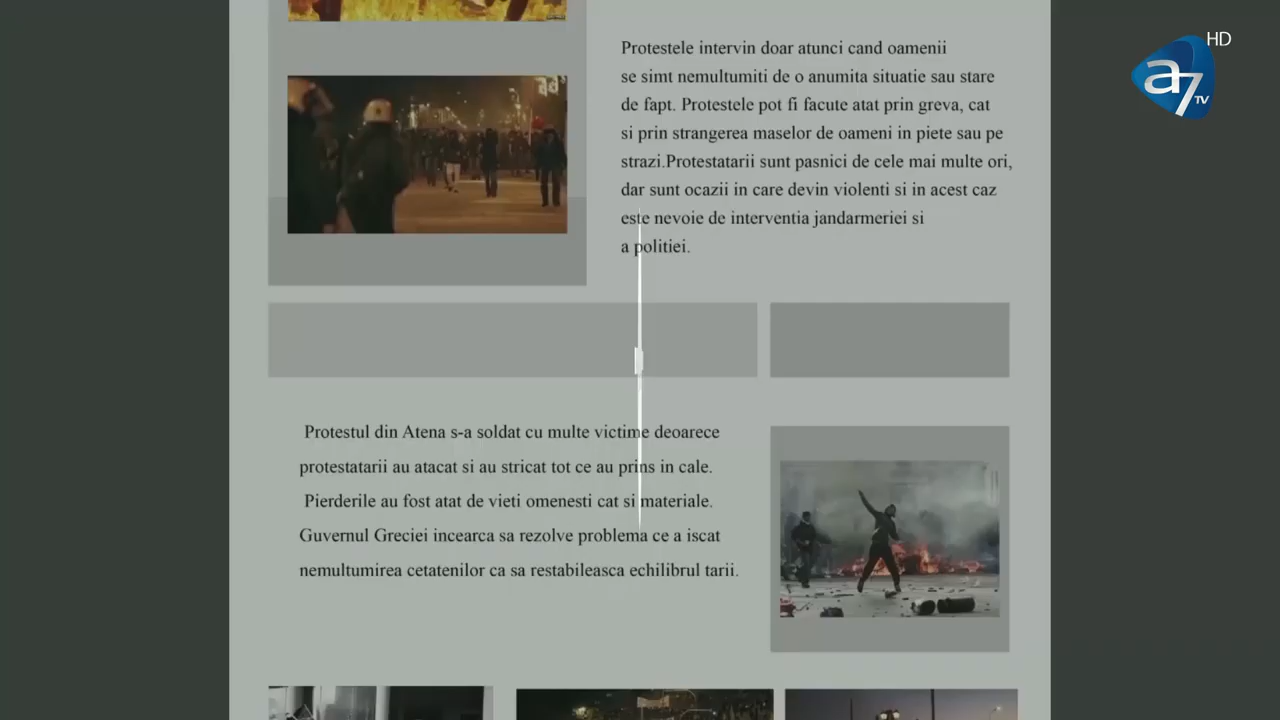 HD
a7
TV
Protestele intervin doar atunci cand oamenii
se simt nemultumiti de o anumita situatie sau stare
de fapt. Protestele pot fi facute atat prin greva, cat
si prin strangerea maselor de oameni in piete sau pe
strazi.Protestatarii sunt pasnici de cele mai multe ori,
dar sunt ocazii in care devin violenti si in acest caz
este nevoie de interventia jandarmeriei si
a politiei.
Protestul din Atena s-a soldat cu multe victime deoarece
protestatarii au atacat si au stricat tot ce au prins in cale.
Pierderile au fost atat de vieti omenesti cat si materiale.
Guvernul Greciei incearca sa rezolve problema ce a iscat
nemultumirea cetatenilor ca sa restabileasca echilibrul tarii.